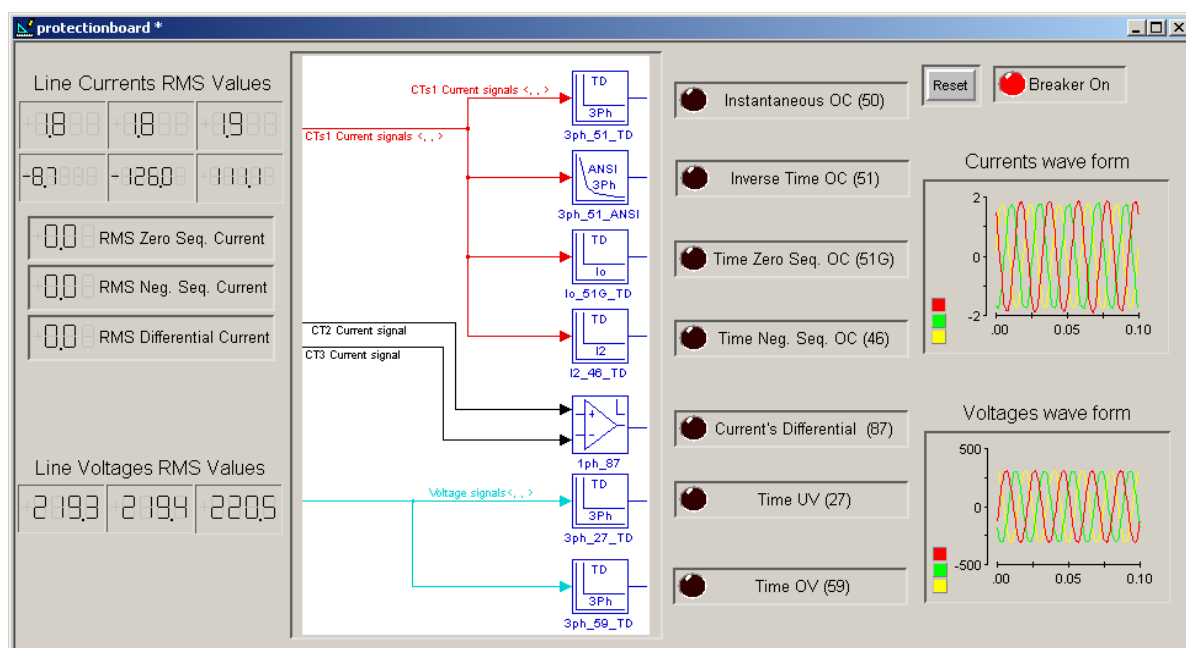 protectionboard *
Line Currents RMS Values
1.8 1.8 1.9
-8.7 -126.0 111.1
0.0 RMS Zero Seq. Current
0.0 RMS Neg. Seq. Current
0.0 RMS Differential Current
Line Voltages RMS Values
219.3 219.4 220.5
CTs1 Current signals <, , >
CTs1 Current signals <, , >
TD
3Ph
3ph_51_TD
ANSI
3Ph
3ph_51_ANSI
TD
Io
Io_51G_TD
TD
I2
I2_46_TD
CT2 Current signal
CT3 Current signal
+
-
1ph_87
Voltage signals<, , >
TD
3Ph
3ph_27_TD
TD
3Ph
3ph_59_TD
Instantaneous OC (50)
Inverse Time OC (51)
Time Zero Seq. OC (51G)
Time Neg. Seq. OC (46)
Current's Differential (87)
Time UV (27)
Time OV (59)
Reset
Breaker On
Currents wave form
2
0
-2
.00 0.05 0.10
Voltages wave form
500
0
-500
.00 0.05 0.10